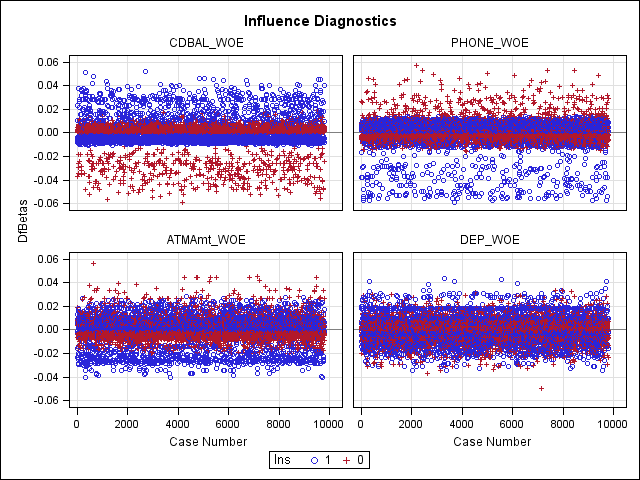 Influence Diagnostics
CDBAL_WOE
PHONE_WOE
0.06
0.04
0.02
0.00
-0.02
-0.04
-0.06
DfBetas
ATMAmt_WOE
DEP_WOE
0.06
0.04
0.02
0.00
-0.02
-0.04
-0.06
0 2000 4000 6000 8000 10000
0 2000 4000 6000 8000 10000
Case Number
Case Number
Ins 1 0